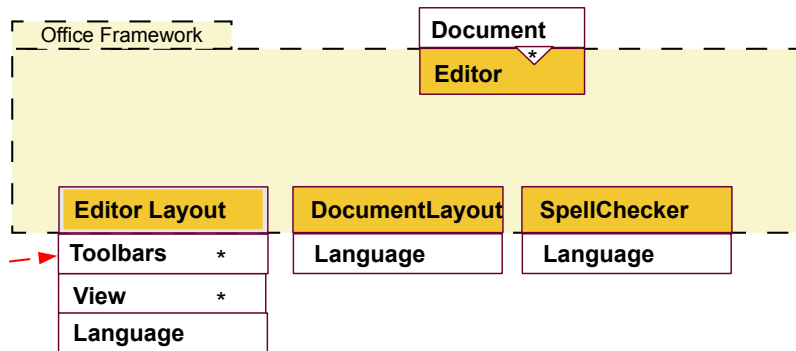 Office Framework
Document
*
Editor
Editor Layout
DocumentLayout
SpellChecker
Toolbars *
Language
Language
View *
Language